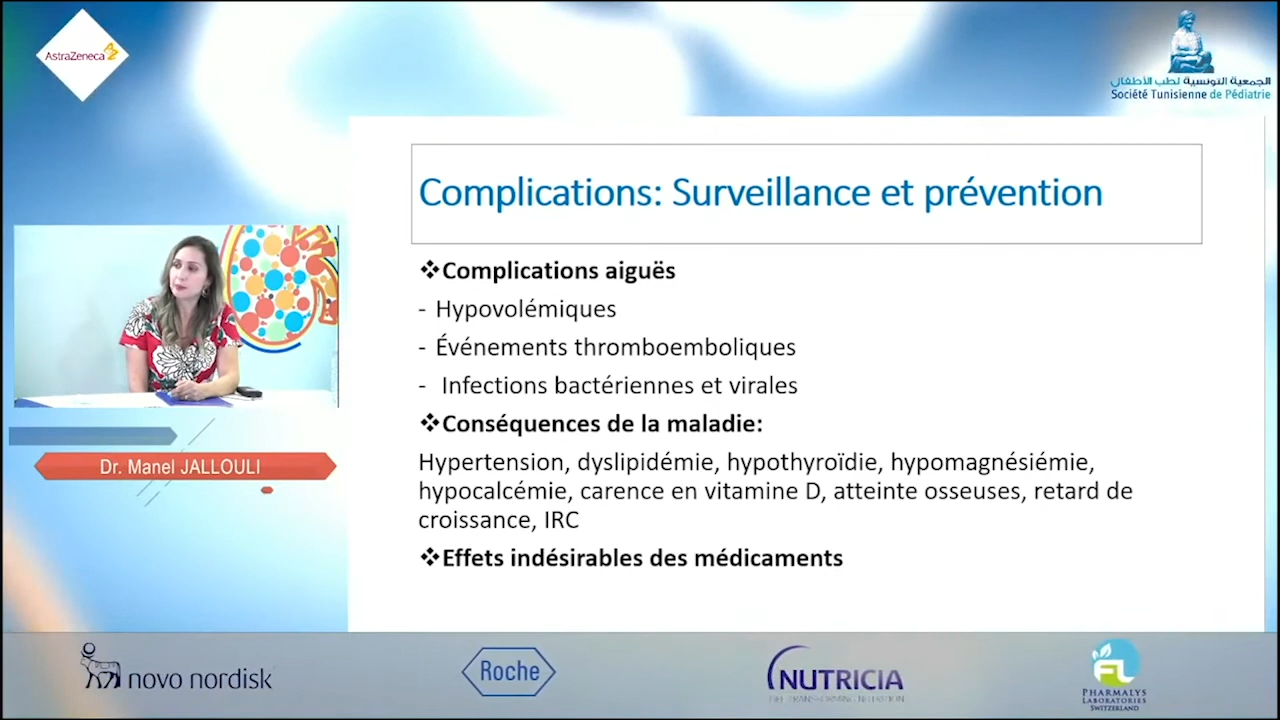 AstraZeneca
الجمعية التونسية لطب الأطفال
Société Tunisienne de Pédiatrie
Complications: Surveillance et prévention
❖Complications aiguës
- Hypovolémiques
- Événements thromboemboliques
- Infections bactériennes et virales
❖Conséquences de la maladie:
Hypertension, dyslipidémie, hypothyroïdie, hypomagnésiémie,
hypocalcémie, carence en vitamine D, atteinte osseuses, retard de
croissance, IRC
❖Effets indésirables des médicaments
Dr. Manel JALLOULI
novo nordisk
Roche
NUTRICIA
PHARMALYS
LABORATORIES
SWITZERLAND